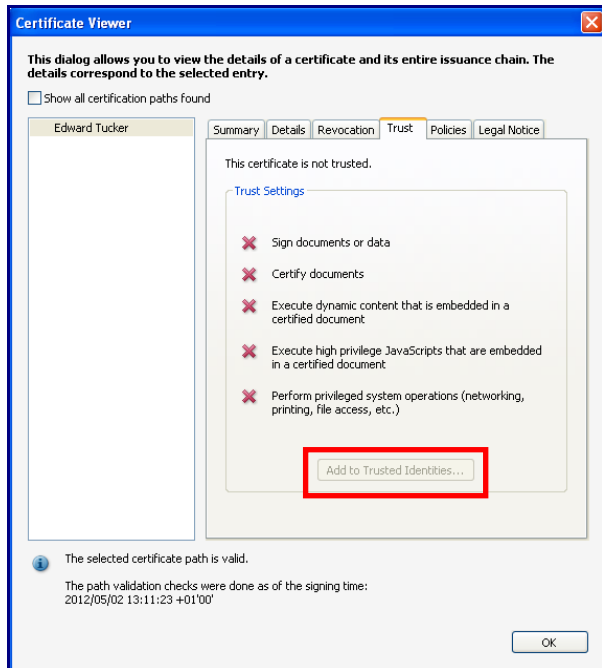 Certificate Viewer
This dialog allows you to view the details of a certificate and its entire issuance chain. The
details correspond to the selected entry.
Show all certification paths found
Edward Tucker
Summary Details Revocation Trust Policies Legal Notice
This certificate is not trusted.
Trust Settings
Sign documents or data
Certify documents
Execute dynamic content that is embedded in a
certified document
Execute high privilege JavaScripts that are embedded
in a certified document
Perform privileged system operations (networking,
printing, file access, etc.)
Add to Trusted Identities...
The selected certificate path is valid.
The path validation checks were done as of the signing time:
2012/05/02 13:11:23 +01'00'
OK